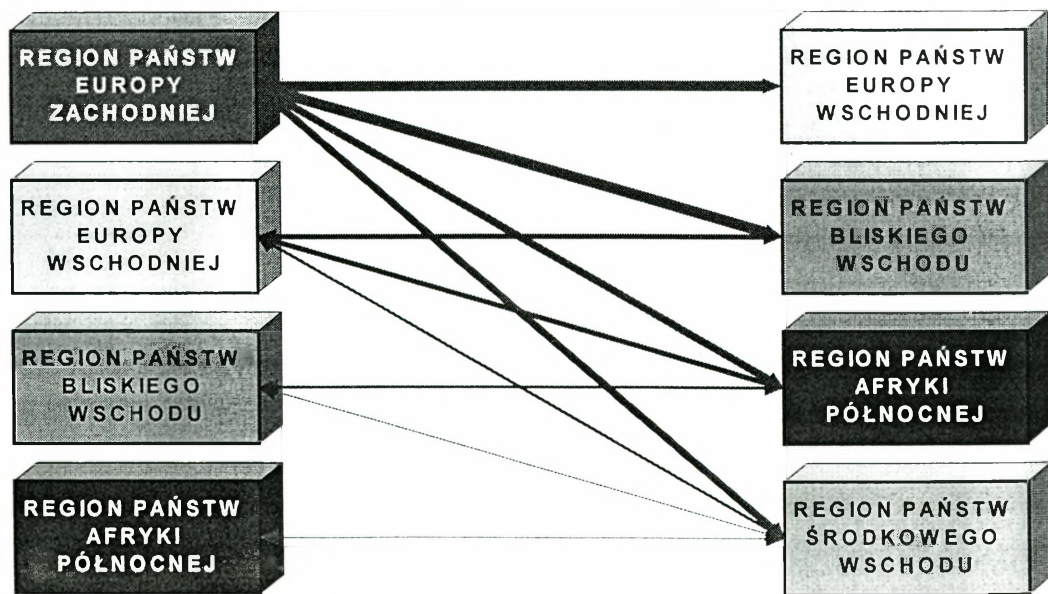 REGION PAŃSTW
EUROPY
ZACHODNIEJ
REGION PAŃSTW
EUROPY
WSCHODNIEJ
REGION PAŃSTW
BLISKIEGO
WSCHODU
REGION PAŃSTW
AFRYKI
PÓŁNOCNEJ
REGION PAŃSTW
EUROPY
WSCHODNIEJ
REGION PAŃSTW
BLISKIEGO
WSCHODU
REGION PAŃSTW
AFRYKI
PÓŁNOCNEJ
REGION PAŃSTW
ŚRODKOWEGO
WSCHODU